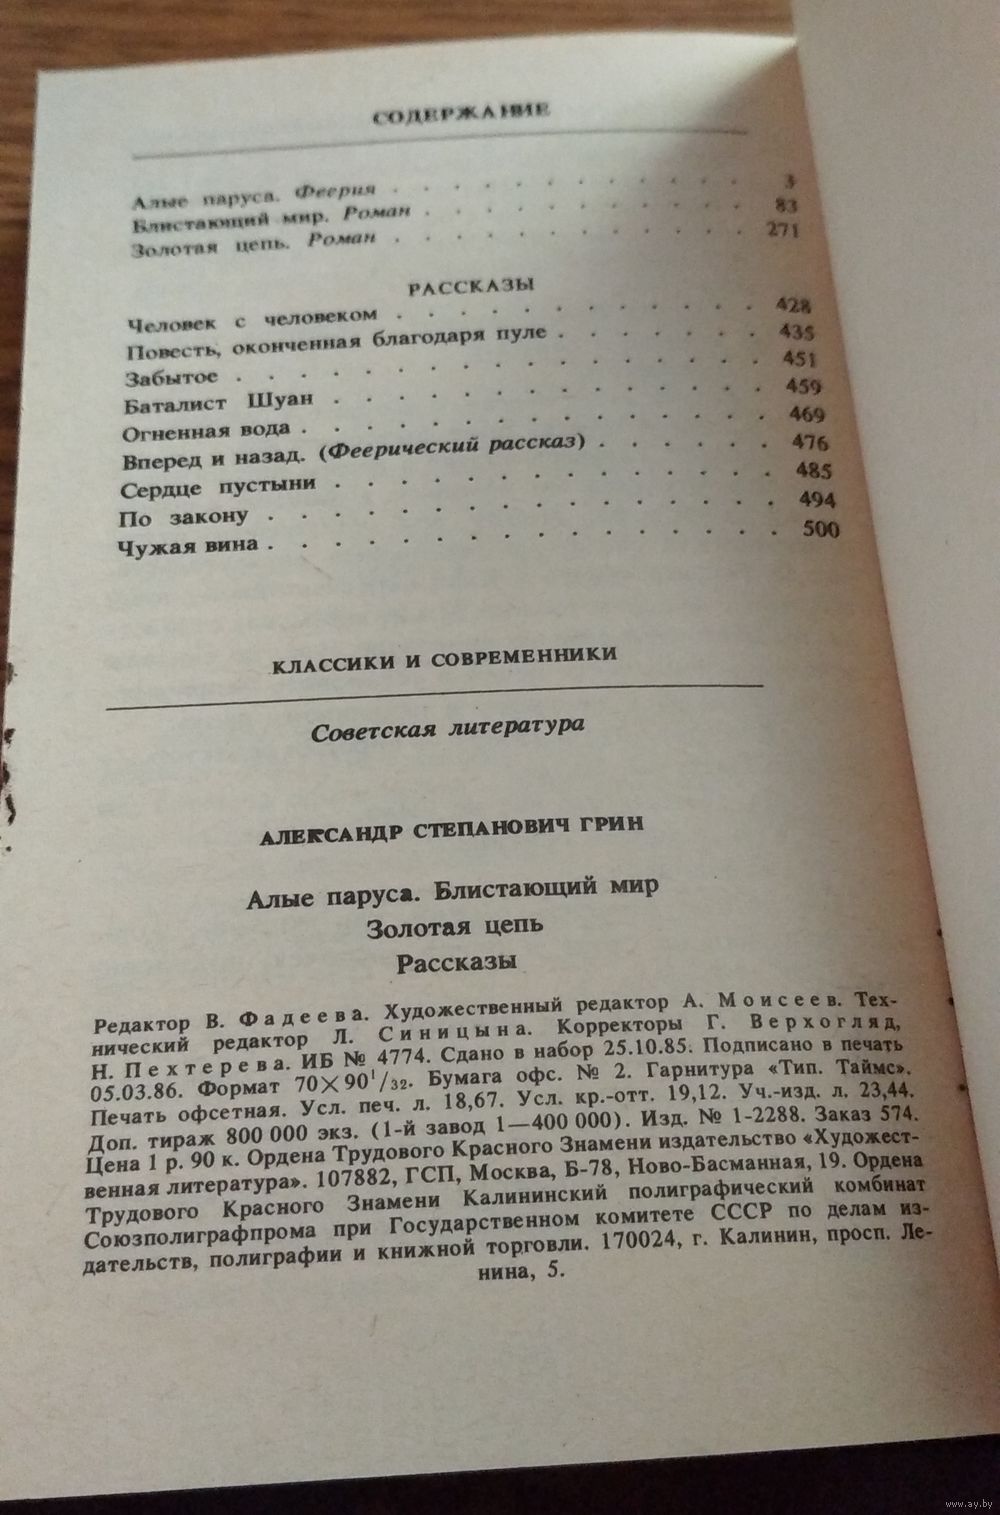 СОДЕРЖАНИЕ
Алые паруса. Феерия . . . . . . . . . . . . 3
Блистающий мир. Роман . . . . . . . . . . . 83
Золотая цепь. Роман . . . . . . . . . . . . 271
РАССКАЗЫ
Человек с человеком . . . . . . . . . . . . 428
Повесть, оконченная благодаря пуле . . . . . . . 435
Забытое . . . . . . . . . . . . . . . . . 451
Баталист Шуан . . . . . . . . . . . . . . 459
Огненная вода . . . . . . . . . . . . . . . 469
Вперед и назад. (Феерический рассказ) . . . . . . 476
Сердце пустыни . . . . . . . . . . . . . . 485
По закону . . . . . . . . . . . . . . . . 494
Чужая вина . . . . . . . . . . . . . . . . 500
КЛАССИКИ И СОВРЕМЕННИКИ
Советская литература
АЛЕКСАНДР СТЕПАНОВИЧ ГРИН
Алые паруса. Блистающий мир
Золотая цепь
Рассказы
Редактор В. Фадеева. Художественный редактор А. Моисеев. Тех-
нический редактор Л. Синицына. Корректоры Г. Верхогляд,
Н. Пехтерева. ИБ № 4774. Сдано в набор 25.10.85. Подписано в печать
05.03.86. Формат 70×90¹/₃₂. Бумага офс. № 2. Гарнитура «Тип. Таймс».
Печать офсетная. Усл. печ. л. 18,67. Усл. кр.-отт. 19,12. Уч.-изд. л. 23,44.
Доп. тираж 800 000 экз. (1-й завод 1—400 000). Изд. № 1-2288. Заказ 574.
Цена 1 р. 90 к. Ордена Трудового Красного Знамени издательство «Художест-
венная литература». 107882, ГСП, Москва, Б-78, Ново-Басманная, 19. Ордена
Трудового Красного Знамени Калининский полиграфический комбинат
Союзполиграфпрома при Государственном комитете СССР по делам из-
дательств, полиграфии и книжной торговли. 170024, г. Калинин, просп. Ле-
нина, 5.
www.ay.by